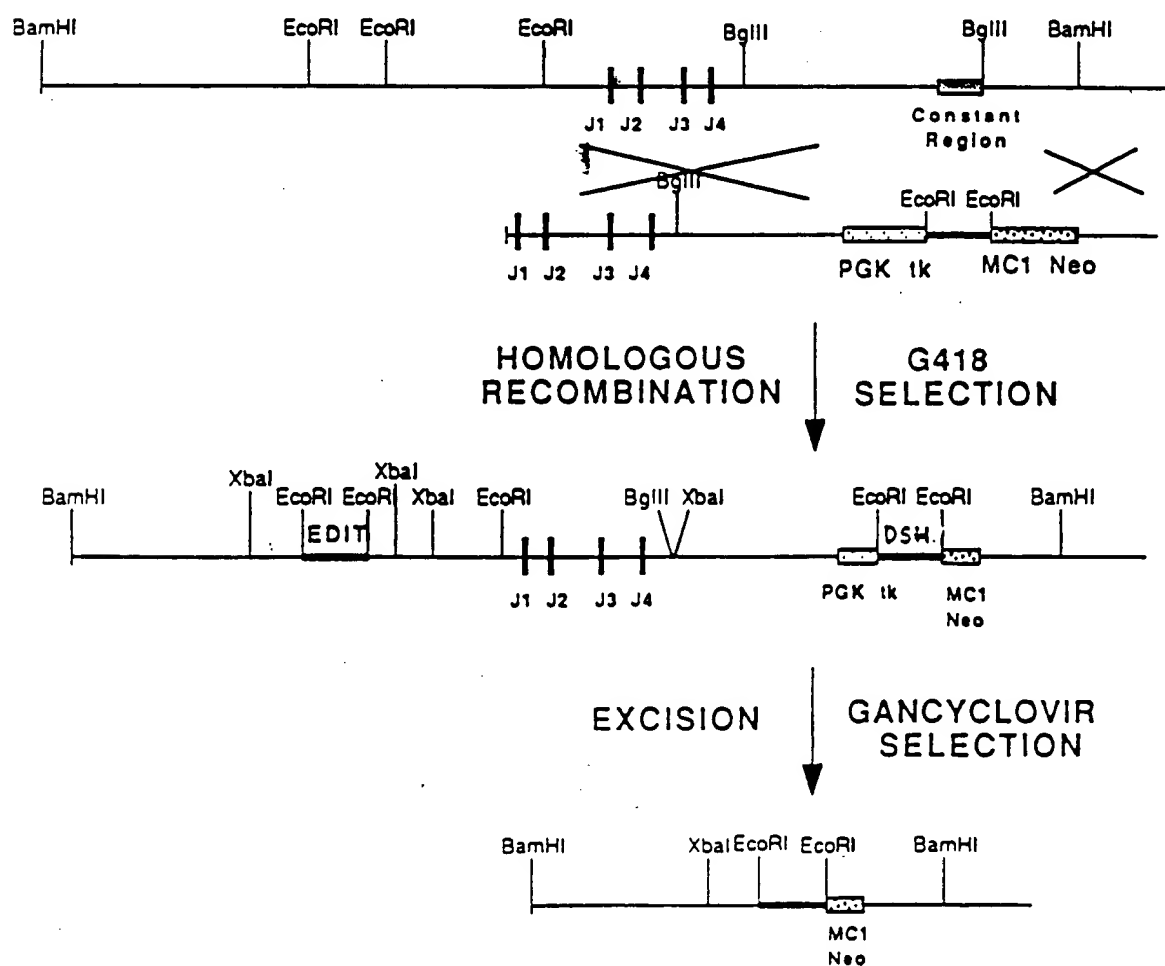 BamHI EcoRI EcoRI EcoRI BglII BglII BamHI
J1 J2 J3 J4 Constant
Region
BglII EcoRI EcoRI
J1 J2 J3 J4 PGK tk MC1 Neo
HOMOLOGOUS G418
RECOMBINATION SELECTION
BamHI XbaI EcoRI EcoRI XbaI XbaI EcoRI BglII XbaI EcoRI EcoRI BamHI
EDIT DSH.
J1 J2 J3 J4 PGK tk MC1
Neo
EXCISION GANCYCLOVIR
SELECTION
BamHI XbaI EcoRI EcoRI BamHI
MC1
Neo